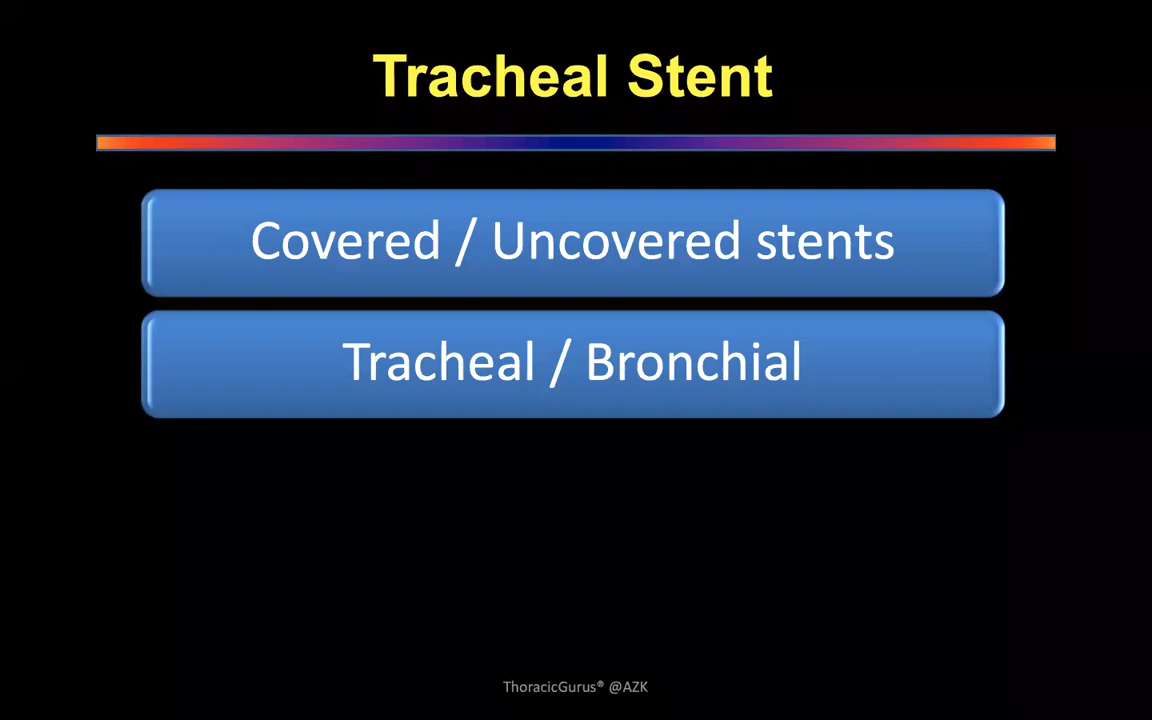 Tracheal Stent
Covered / Uncovered stents
Tracheal / Bronchial
ThoracicGurus® @AZK